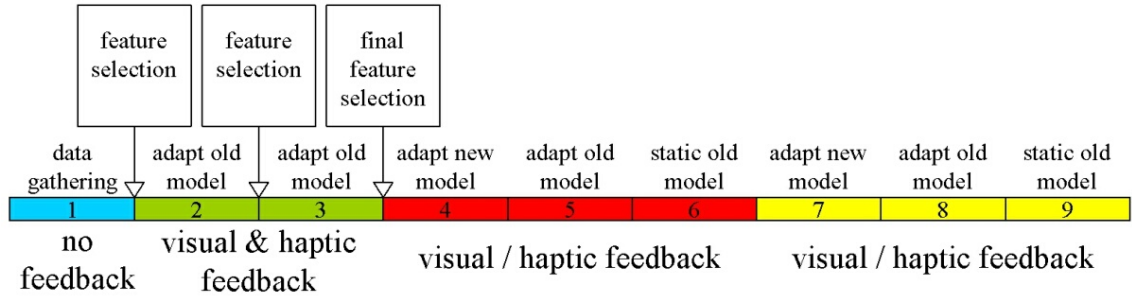 feature
selection
feature
selection
final
feature
selection
data
gathering
adapt old
model
adapt old
model
adapt new
model
adapt old
model
static old
model
adapt new
model
adapt old
model
static old
model
1 2 3 4 5 6 7 8 9
no
feedback
visual & haptic
feedback
visual / haptic feedback
visual / haptic feedback